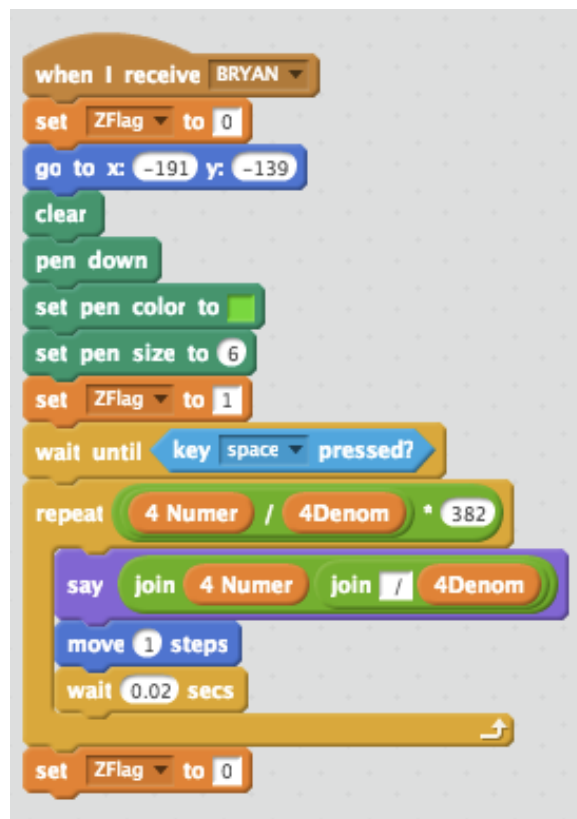 when I receive BRYAN
set ZFlag to 0
go to x: -191 y: -139
clear
pen down
set pen color to
set pen size to 6
set ZFlag to 1
wait until key space pressed?
repeat 4 Numer / 4Denom * 382
say join 4 Numer join / 4Denom
move 1 steps
wait 0.02 secs
set ZFlag to 0